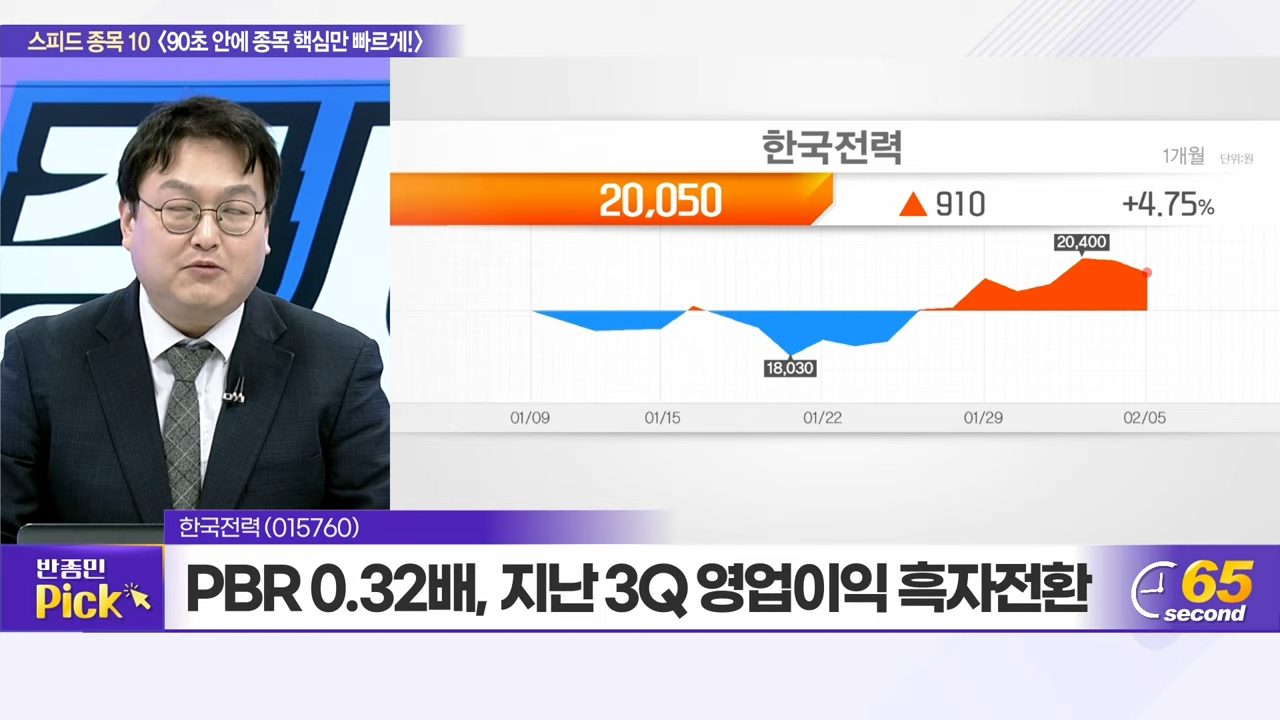 스피드 종목 10 〈90초 안에 종목 핵심만 빠르게!〉
한국전력
1개월 단위:원
20,050 ▲ 910 +4.75%
20,400
18,030
01/09 01/15 01/22 01/29 02/05
한국전력(015760)
반종민
Pick
PBR 0.32배, 지난 3Q 영업이익 흑자전환
65
second